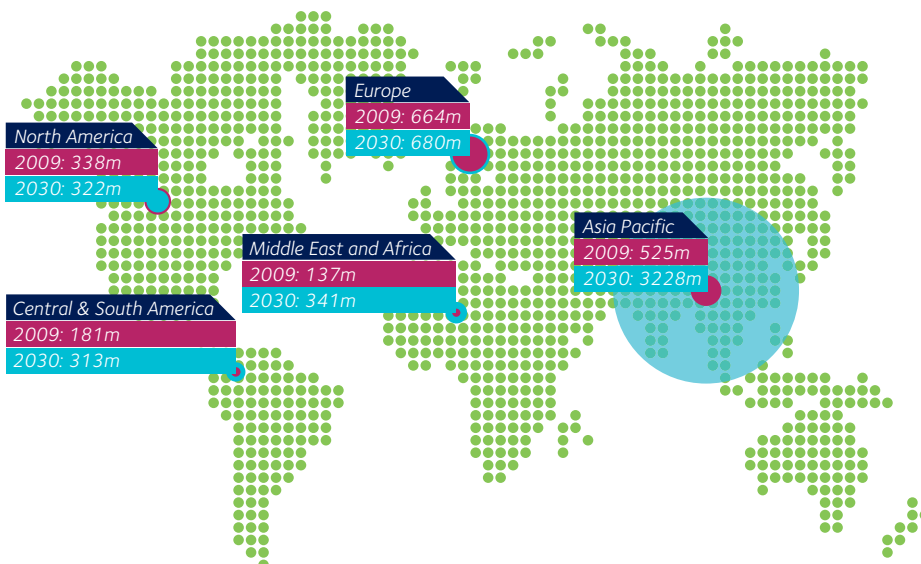 Europe
2009: 664m
2030: 680m
North America
2009: 338m
2030: 322m
Asia Pacific
2009: 525m
2030: 3228m
Middle East and Africa
2009: 137m
2030: 341m
Central & South America
2009: 181m
2030: 313m